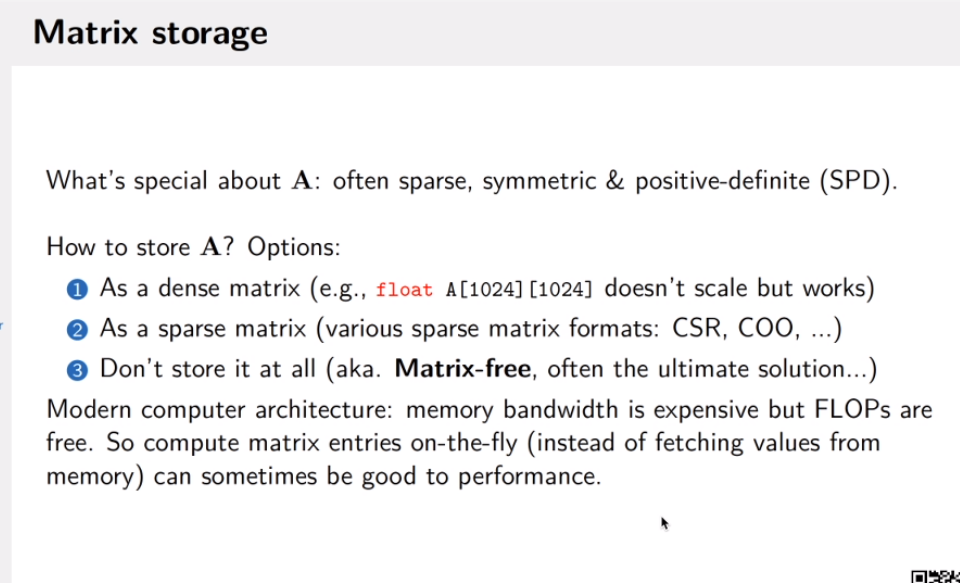 Matrix storage
What's special about A: often sparse, symmetric & positive-definite (SPD).
How to store A? Options:
1 As a dense matrix (e.g., float A[1024][1024] doesn't scale but works)
2 As a sparse matrix (various sparse matrix formats: CSR, COO, ...)
3 Don't store it at all (aka. Matrix-free, often the ultimate solution...)
Modern computer architecture: memory bandwidth is expensive but FLOPs are
free. So compute matrix entries on-the-fly (instead of fetching values from
memory) can sometimes be good to performance.